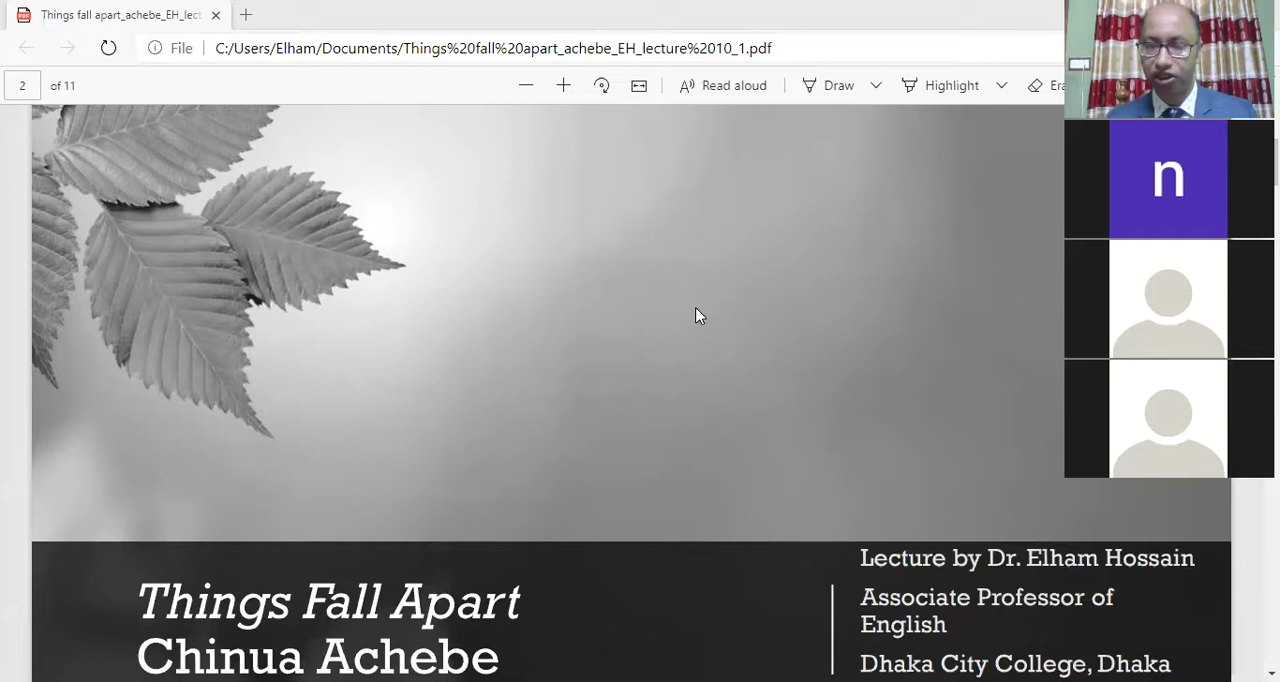 Things fall apart_achebe_EH_lect
File
C:/Users/Elham/Documents/Things%20fall%20apart_achebe_EH_lecture%2010_1.pdf
2
of 11
Read aloud
Draw
Highlight
Era
n
Things Fall Apart
Chinua Achebe
Lecture by Dr. Elham Hossain
Associate Professor of
English
Dhaka City College, Dhaka